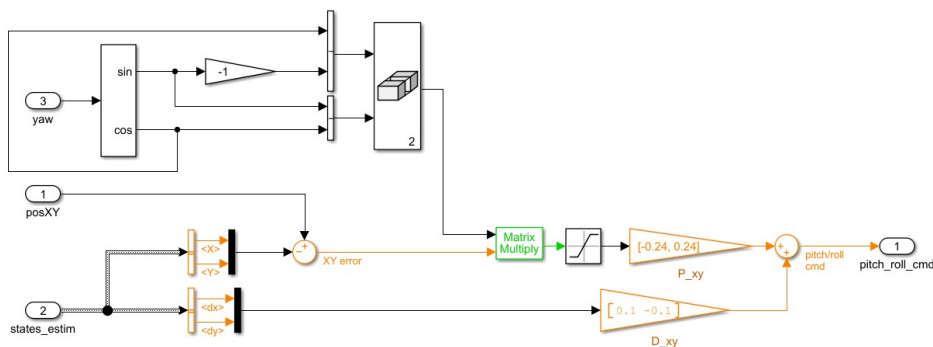 sin
-1
3
yaw
cos
2
1
posXY
<X>
<Y>
+
−
XY error
Matrix
Multiply
[-0.24, 0.24]
P_xy
+
+
pitch/roll
cmd
1
pitch_roll_cmd
2
states_estim
<dx>
<dy>
[0.1 -0.1]
D_xy